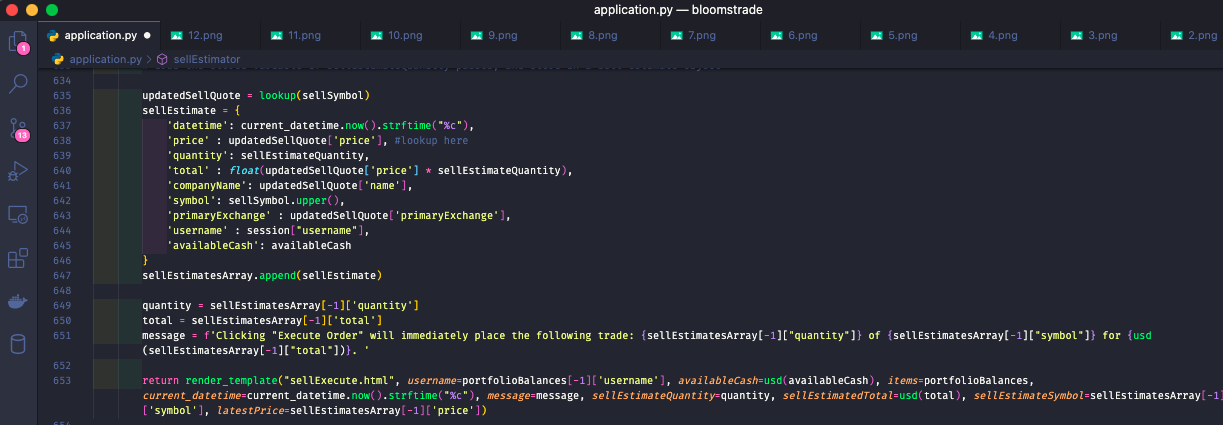 application.py — bloomstrade
application.py ● 12.png 11.png 10.png 9.png 8.png 7.png 6.png 5.png 4.png 3.png 2.png
1
application.py › sellEstimator
634
635 updatedSellQuote = lookup(sellSymbol)
636 sellEstimate = {
637 'datetime': current_datetime.now().strftime("%c"),
638 'price' : updatedSellQuote['price'], #lookup here
13
639 'quantity': sellEstimateQuantity,
640 'total' : float(updatedSellQuote['price'] * sellEstimateQuantity),
641 'companyName': updatedSellQuote['name'],
642 'symbol': sellSymbol.upper(),
643 'primaryExchange' : updatedSellQuote['primaryExchange'],
644 'username' : session["username"],
645 'availableCash': availableCash
646 }
647 sellEstimatesArray.append(sellEstimate)
648
649 quantity = sellEstimatesArray[-1]['quantity']
650 total = sellEstimatesArray[-1]['total']
651 message = f'Clicking "Execute Order" will immediately place the following trade: {sellEstimatesArray[-1]["quantity"]} of {sellEstimatesArray[-1]["symbol"]} for {usd
(sellEstimatesArray[-1]["total"])}. '
652
653 return render_template("sellExecute.html", username=portfolioBalances[-1]['username'], availableCash=usd(availableCash), items=portfolioBalances,
current_datetime=current_datetime.now().strftime("%c"), message=message, sellEstimateQuantity=quantity, sellEstimatedTotal=usd(total), sellEstimateSymbol=sellEstimatesArray[-1]
['symbol'], latestPrice=sellEstimatesArray[-1]['price'])